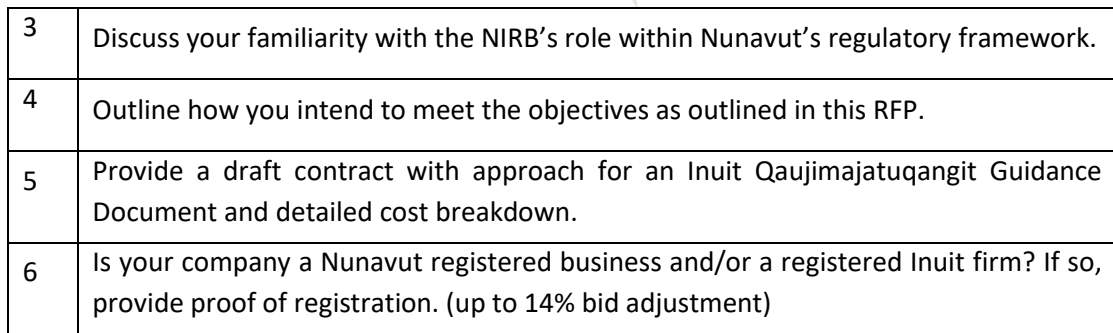 3 Discuss your familiarity with the NIRB’s role within Nunavut’s regulatory framework.
4 Outline how you intend to meet the objectives as outlined in this RFP.
5 Provide a draft contract with approach for an Inuit Qaujimajatuqangit Guidance
Document and detailed cost breakdown.
6 Is your company a Nunavut registered business and/or a registered Inuit firm? If so,
provide proof of registration. (up to 14% bid adjustment)